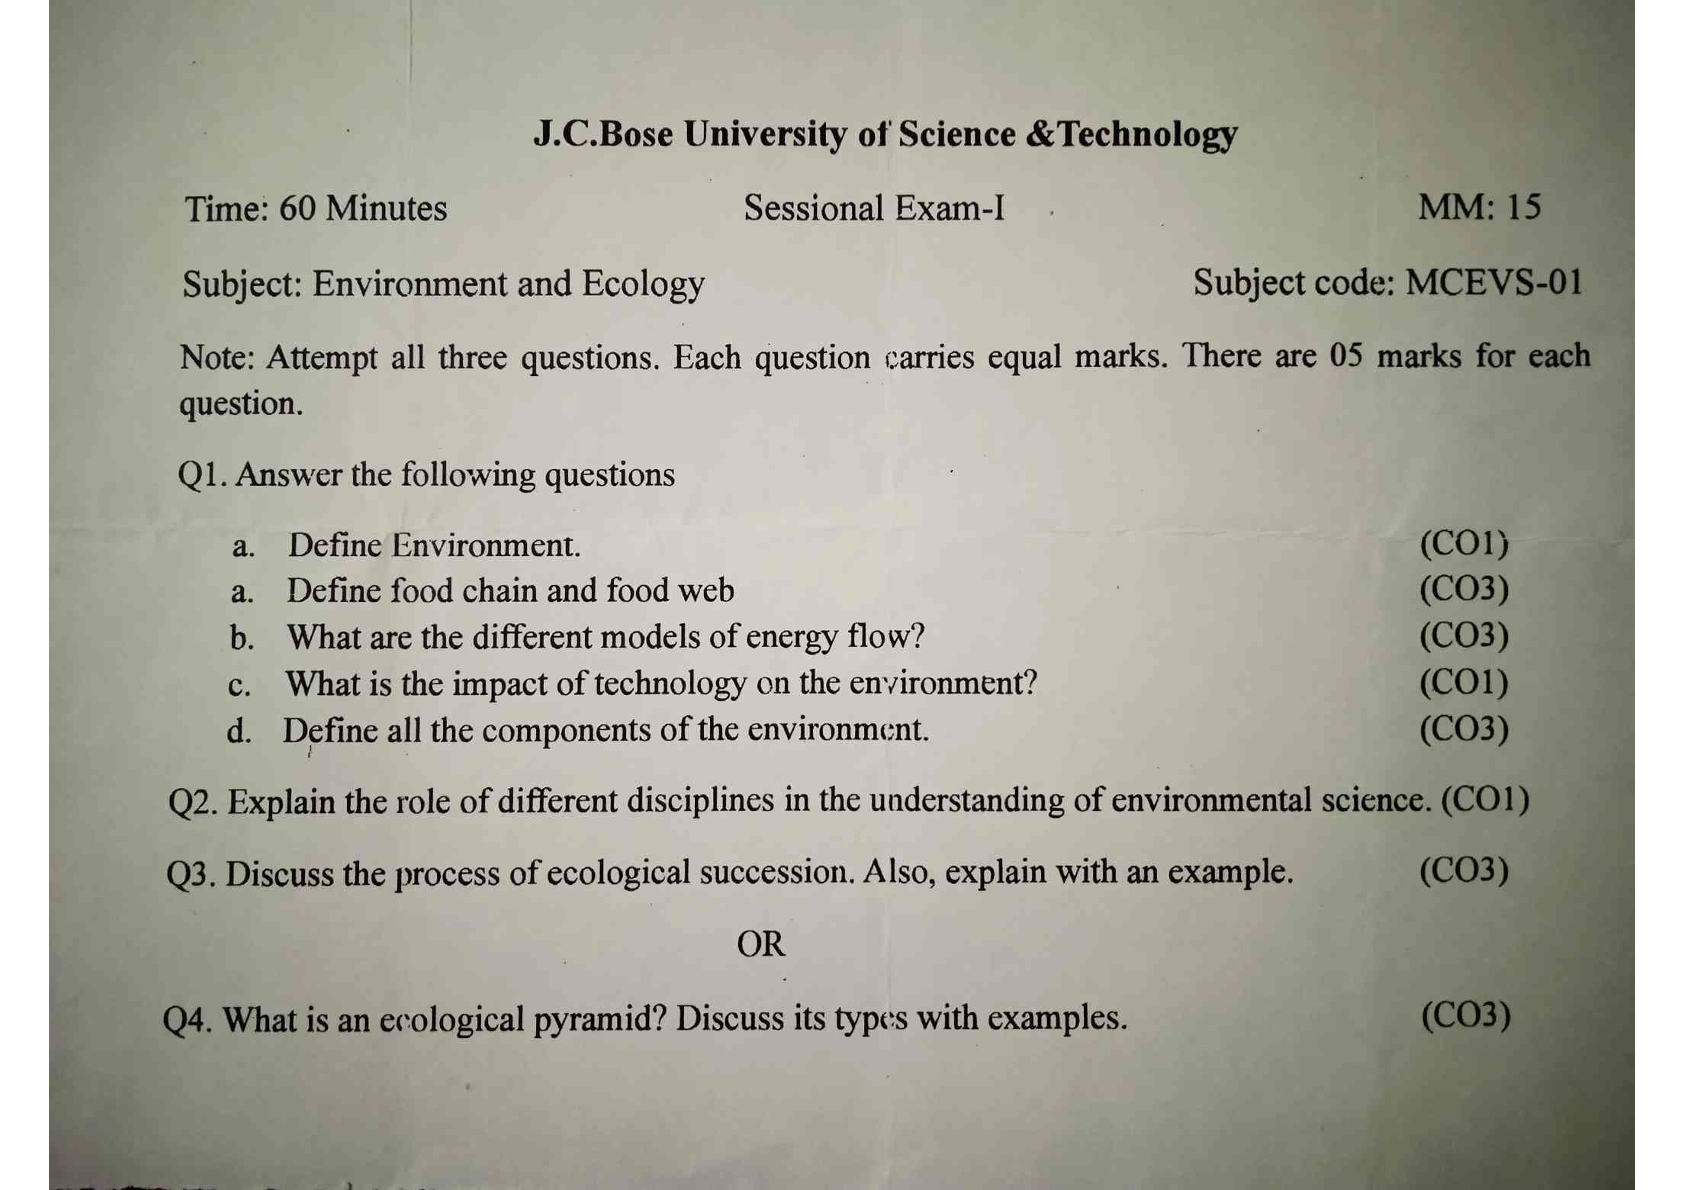 J.C.Bose University of Science &Technology
Time: 60 Minutes Sessional Exam-I MM: 15
Subject: Environment and Ecology Subject code: MCEVS-01
Note: Attempt all three questions. Each question carries equal marks. There are 05 marks for each
question.
Q1. Answer the following questions
a. Define Environment. (CO1)
a. Define food chain and food web (CO3)
b. What are the different models of energy flow? (CO3)
c. What is the impact of technology on the environment? (CO1)
d. Define all the components of the environment. (CO3)
Q2. Explain the role of different disciplines in the understanding of environmental science. (CO1)
Q3. Discuss the process of ecological succession. Also, explain with an example. (CO3)
OR
Q4. What is an ecological pyramid? Discuss its types with examples. (CO3)